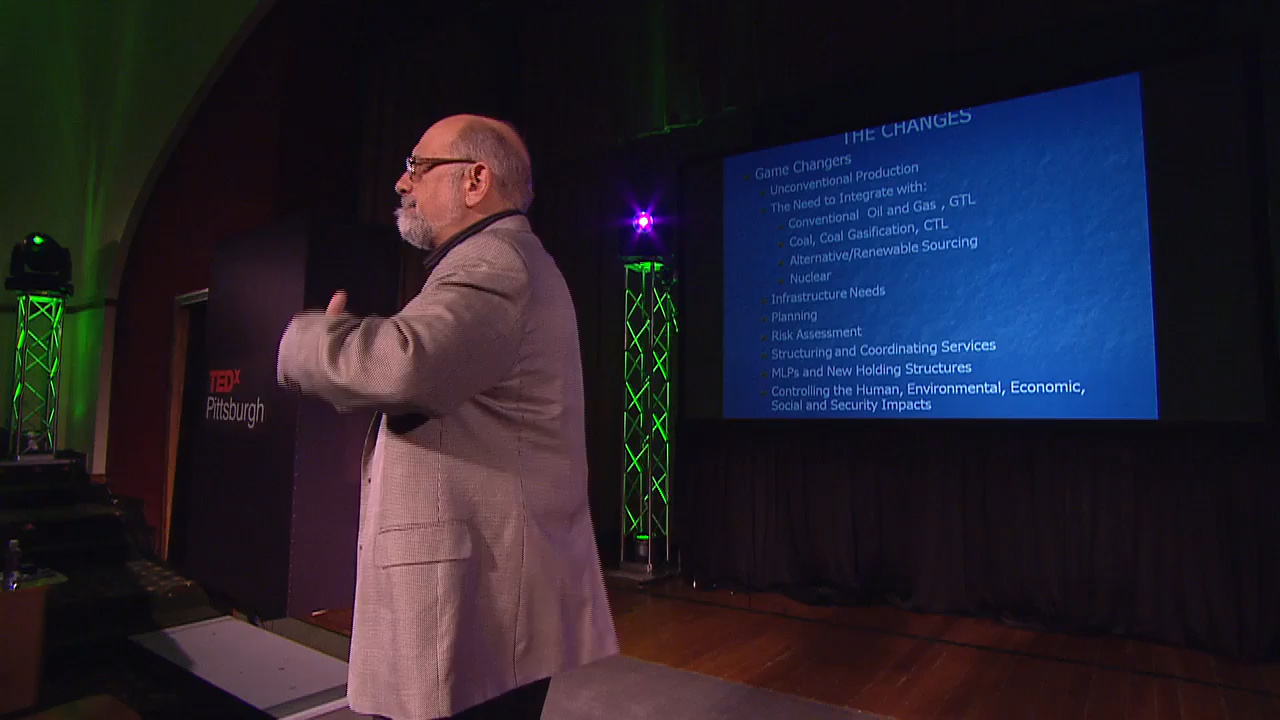 THE CHANGES
Game Changers
Unconventional Production
The Need to Integrate with:
Conventional Oil and Gas , GTL
Coal, Coal Gasification, CTL
Alternative/Renewable Sourcing
Nuclear
Infrastructure Needs
Planning
Risk Assessment
Structuring and Coordinating Services
MLPs and New Holding Structures
Controlling the Human, Environmental, Economic,
Social and Security Impacts
TEDx
Pittsburgh